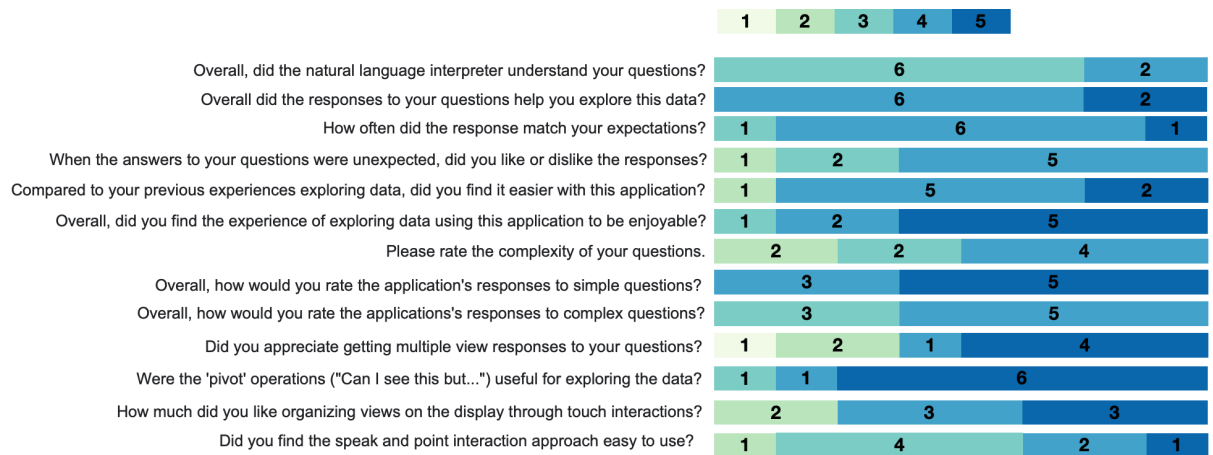 1 2 3 4 5
Overall, did the natural language interpreter understand your questions? 6 2
Overall did the responses to your questions help you explore this data? 6 2
How often did the response match your expectations? 1 6 1
When the answers to your questions were unexpected, did you like or dislike the responses? 1 2 5
Compared to your previous experiences exploring data, did you find it easier with this application? 1 5 2
Overall, did you find the experience of exploring data using this application to be enjoyable? 1 2 5
Please rate the complexity of your questions. 2 2 4
Overall, how would you rate the application's responses to simple questions? 3 5
Overall, how would you rate the applications's responses to complex questions? 3 5
Did you appreciate getting multiple view responses to your questions? 1 2 1 4
Were the 'pivot' operations ("Can I see this but...") useful for exploring the data? 1 1 6
How much did you like organizing views on the display through touch interactions? 2 3 3
Did you find the speak and point interaction approach easy to use? 1 4 2 1